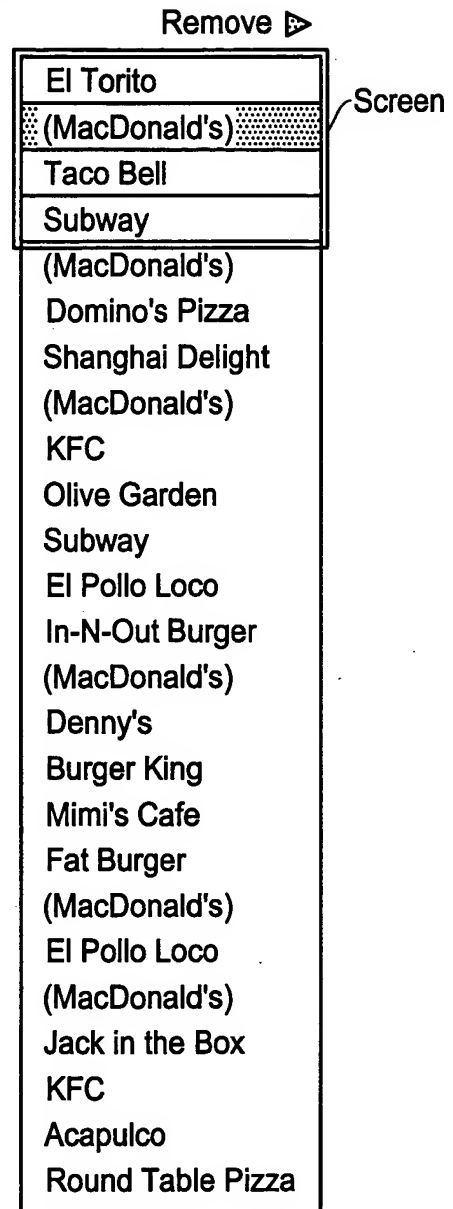 Remove
El Torito
(MacDonald's)
Screen
Taco Bell
Subway
(MacDonald's)
Domino's Pizza
Shanghai Delight
(MacDonald's)
KFC
Olive Garden
Subway
El Pollo Loco
In-N-Out Burger
(MacDonald's)
Denny's
Burger King
Mimi's Cafe
Fat Burger
(MacDonald's)
El Pollo Loco
(MacDonald's)
Jack in the Box
KFC
Acapulco
Round Table Pizza